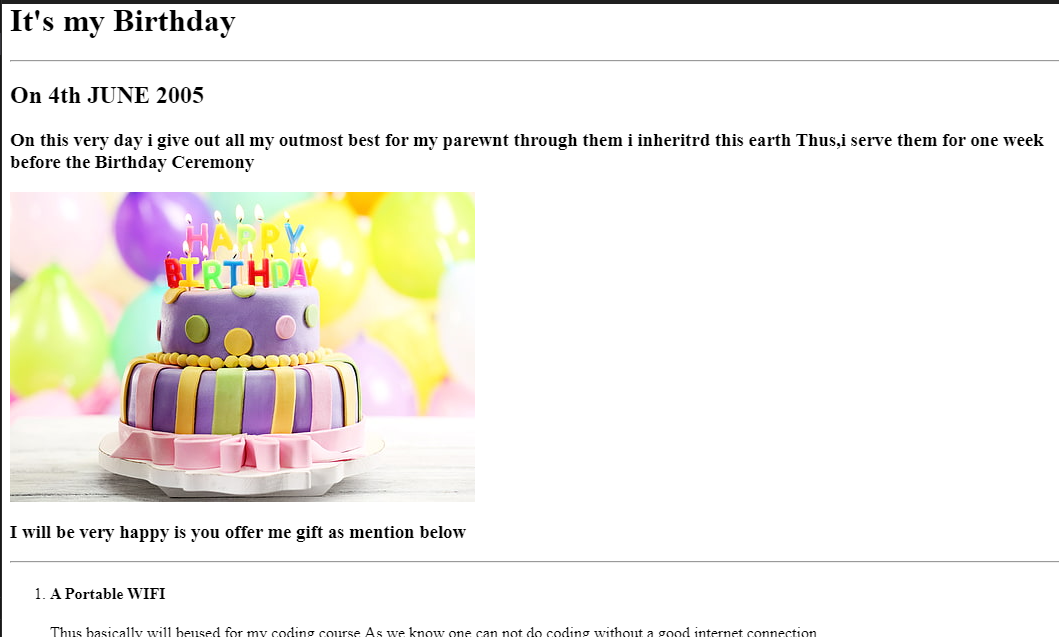 It's my Birthday
On 4th JUNE 2005
On this very day i give out all my outmost best for my parewnt through them i inheritrd this earth Thus,i serve them for one week
before the Birthday Ceremony
HAPPY
BIRTHDAY
I will be very happy is you offer me gift as mention below
1. A Portable WIFI
Thus basically will beused for my coding course As we know one can not do coding without a good internet connection